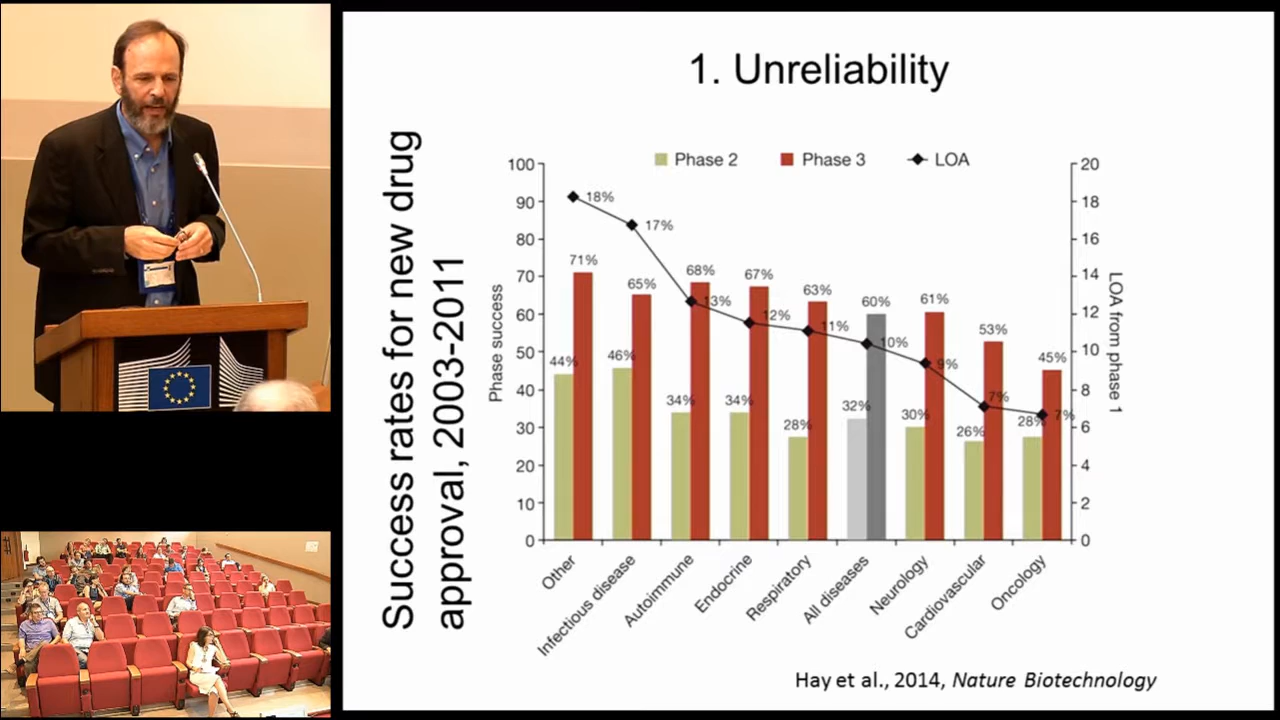 1. Unreliability
Success rates for new drug
approval, 2003-2011
Phase 2
Phase 3
LOA
Phase success
100
90
80
70
60
50
40
30
20
10
0
LOA from phase 1
20
18
16
14
12
10
8
6
4
2
0
18%
17%
13%
12%
11%
10%
9%
7%
7%
44%
71%
46%
65%
34%
68%
34%
67%
28%
63%
32%
60%
30%
61%
26%
53%
28%
45%
Other
Infectious disease
Autoimmune
Endocrine
Respiratory
All diseases
Neurology
Cardiovascular
Oncology
Hay et al., 2014, Nature Biotechnology